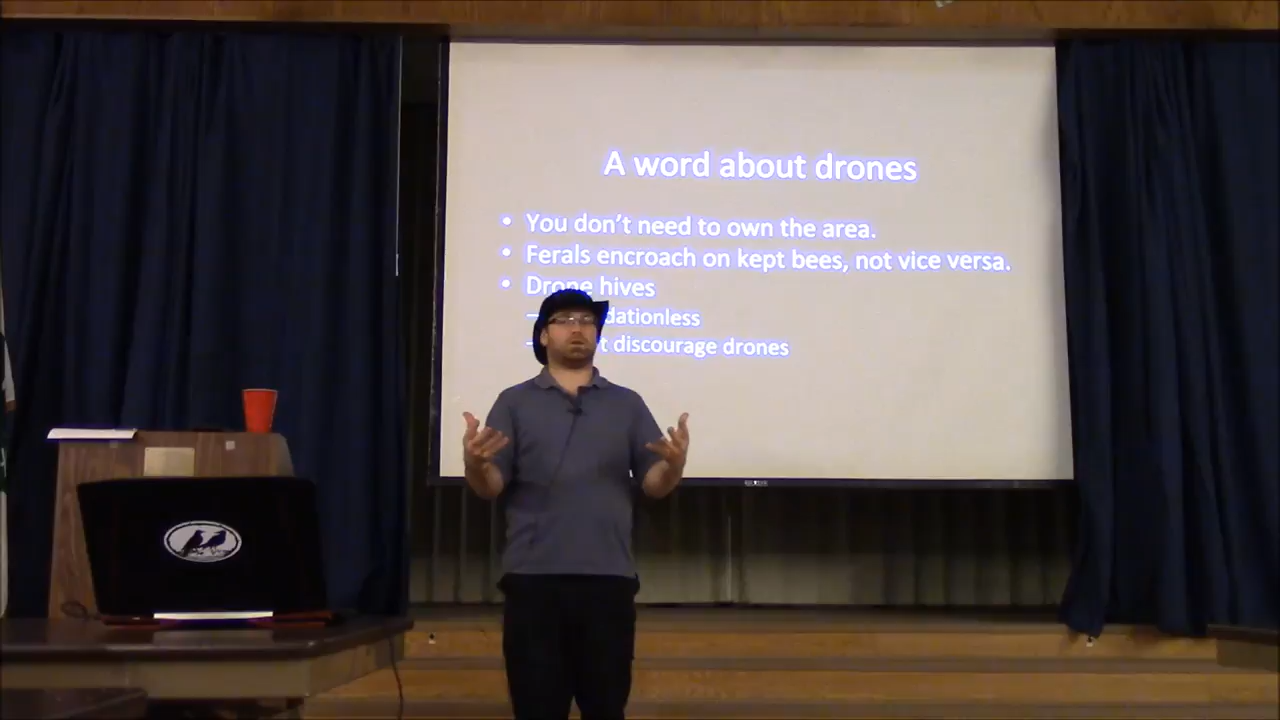 A word about drones
• You don't need to own the area.
• Ferals encroach on kept bees, not vice versa.
• Drone hives
– dationless
– t discourage drones